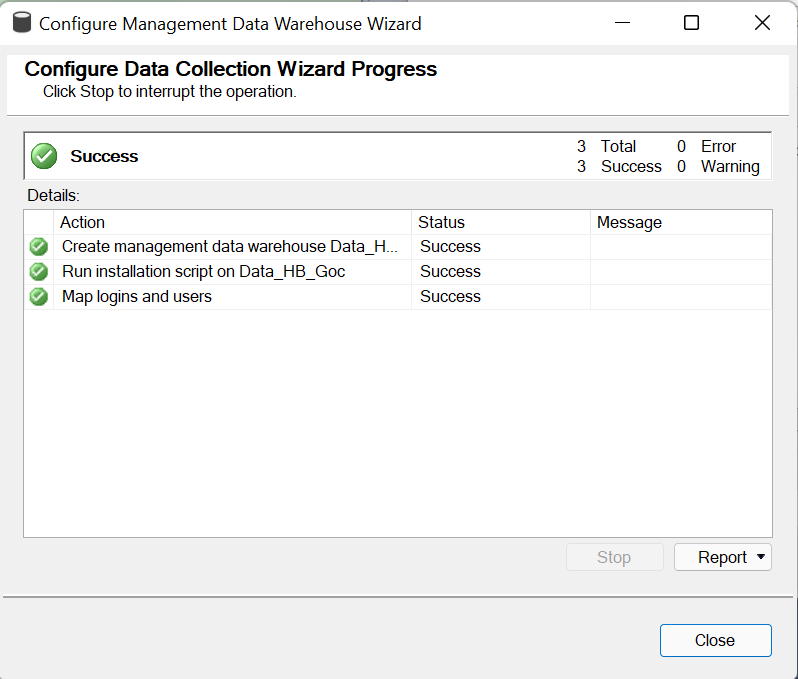 Configure Management Data Warehouse Wizard
Configure Data Collection Wizard Progress
Click Stop to interrupt the operation.
Success
3 Total 0 Error
3 Success 0 Warning
Details:
Action Status Message
Create management data warehouse Data_H... Success
Run installation script on Data_HB_Goc Success
Map logins and users Success
Stop Report
Close